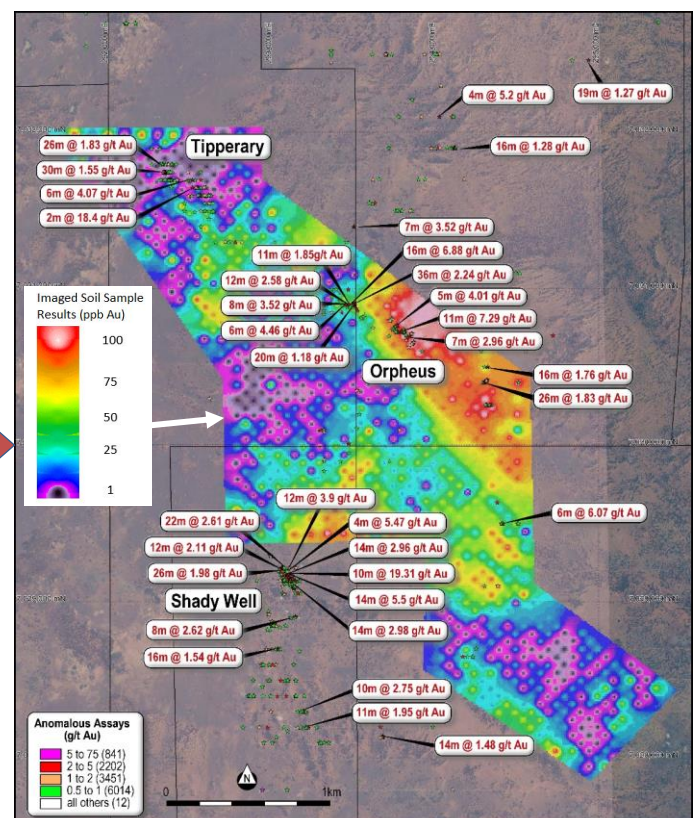 19m @ 1.27 g/t Au
4m @ 5.2 g/t Au
16m @ 1.28 g/t Au
26m @ 1.83 g/t Au
Tipperary
30m @ 1.55 g/t Au
6m @ 4.07 g/t Au
2m @ 18.4 g/t Au
7m @ 3.52 g/t Au
11m @ 1.85g/t Au
16m @ 6.88 g/t Au
12m @ 2.58 g/t Au
36m @ 2.24 g/t Au
8m @ 3.52 g/t Au
5m @ 4.01 g/t Au
6m @ 4.46 g/t Au
11m @ 7.29 g/t Au
20m @ 1.18 g/t Au
7m @ 2.96 g/t Au
Orpheus
16m @ 1.76 g/t Au
26m @ 1.83 g/t Au
Imaged Soil Sample
Results (ppb Au)
100
75
50
25
1
12m @ 3.9 g/t Au
22m @ 2.61 g/t Au
4m @ 5.47 g/t Au
6m @ 6.07 g/t Au
12m @ 2.11 g/t Au
14m @ 2.96 g/t Au
26m @ 1.98 g/t Au
10m @ 19.31 g/t Au
Shady Well
14m @ 5.5 g/t Au
8m @ 2.62 g/t Au
14m @ 2.98 g/t Au
16m @ 1.54 g/t Au
10m @ 2.75 g/t Au
11m @ 1.95 g/t Au
14m @ 1.48 g/t Au
Anomalous Assays
(g/t Au)
5 to 75 (841)
2 to 5 (2202)
1 to 2 (3451)
0.5 to 1 (6014)
all others (12)
N
0
1km